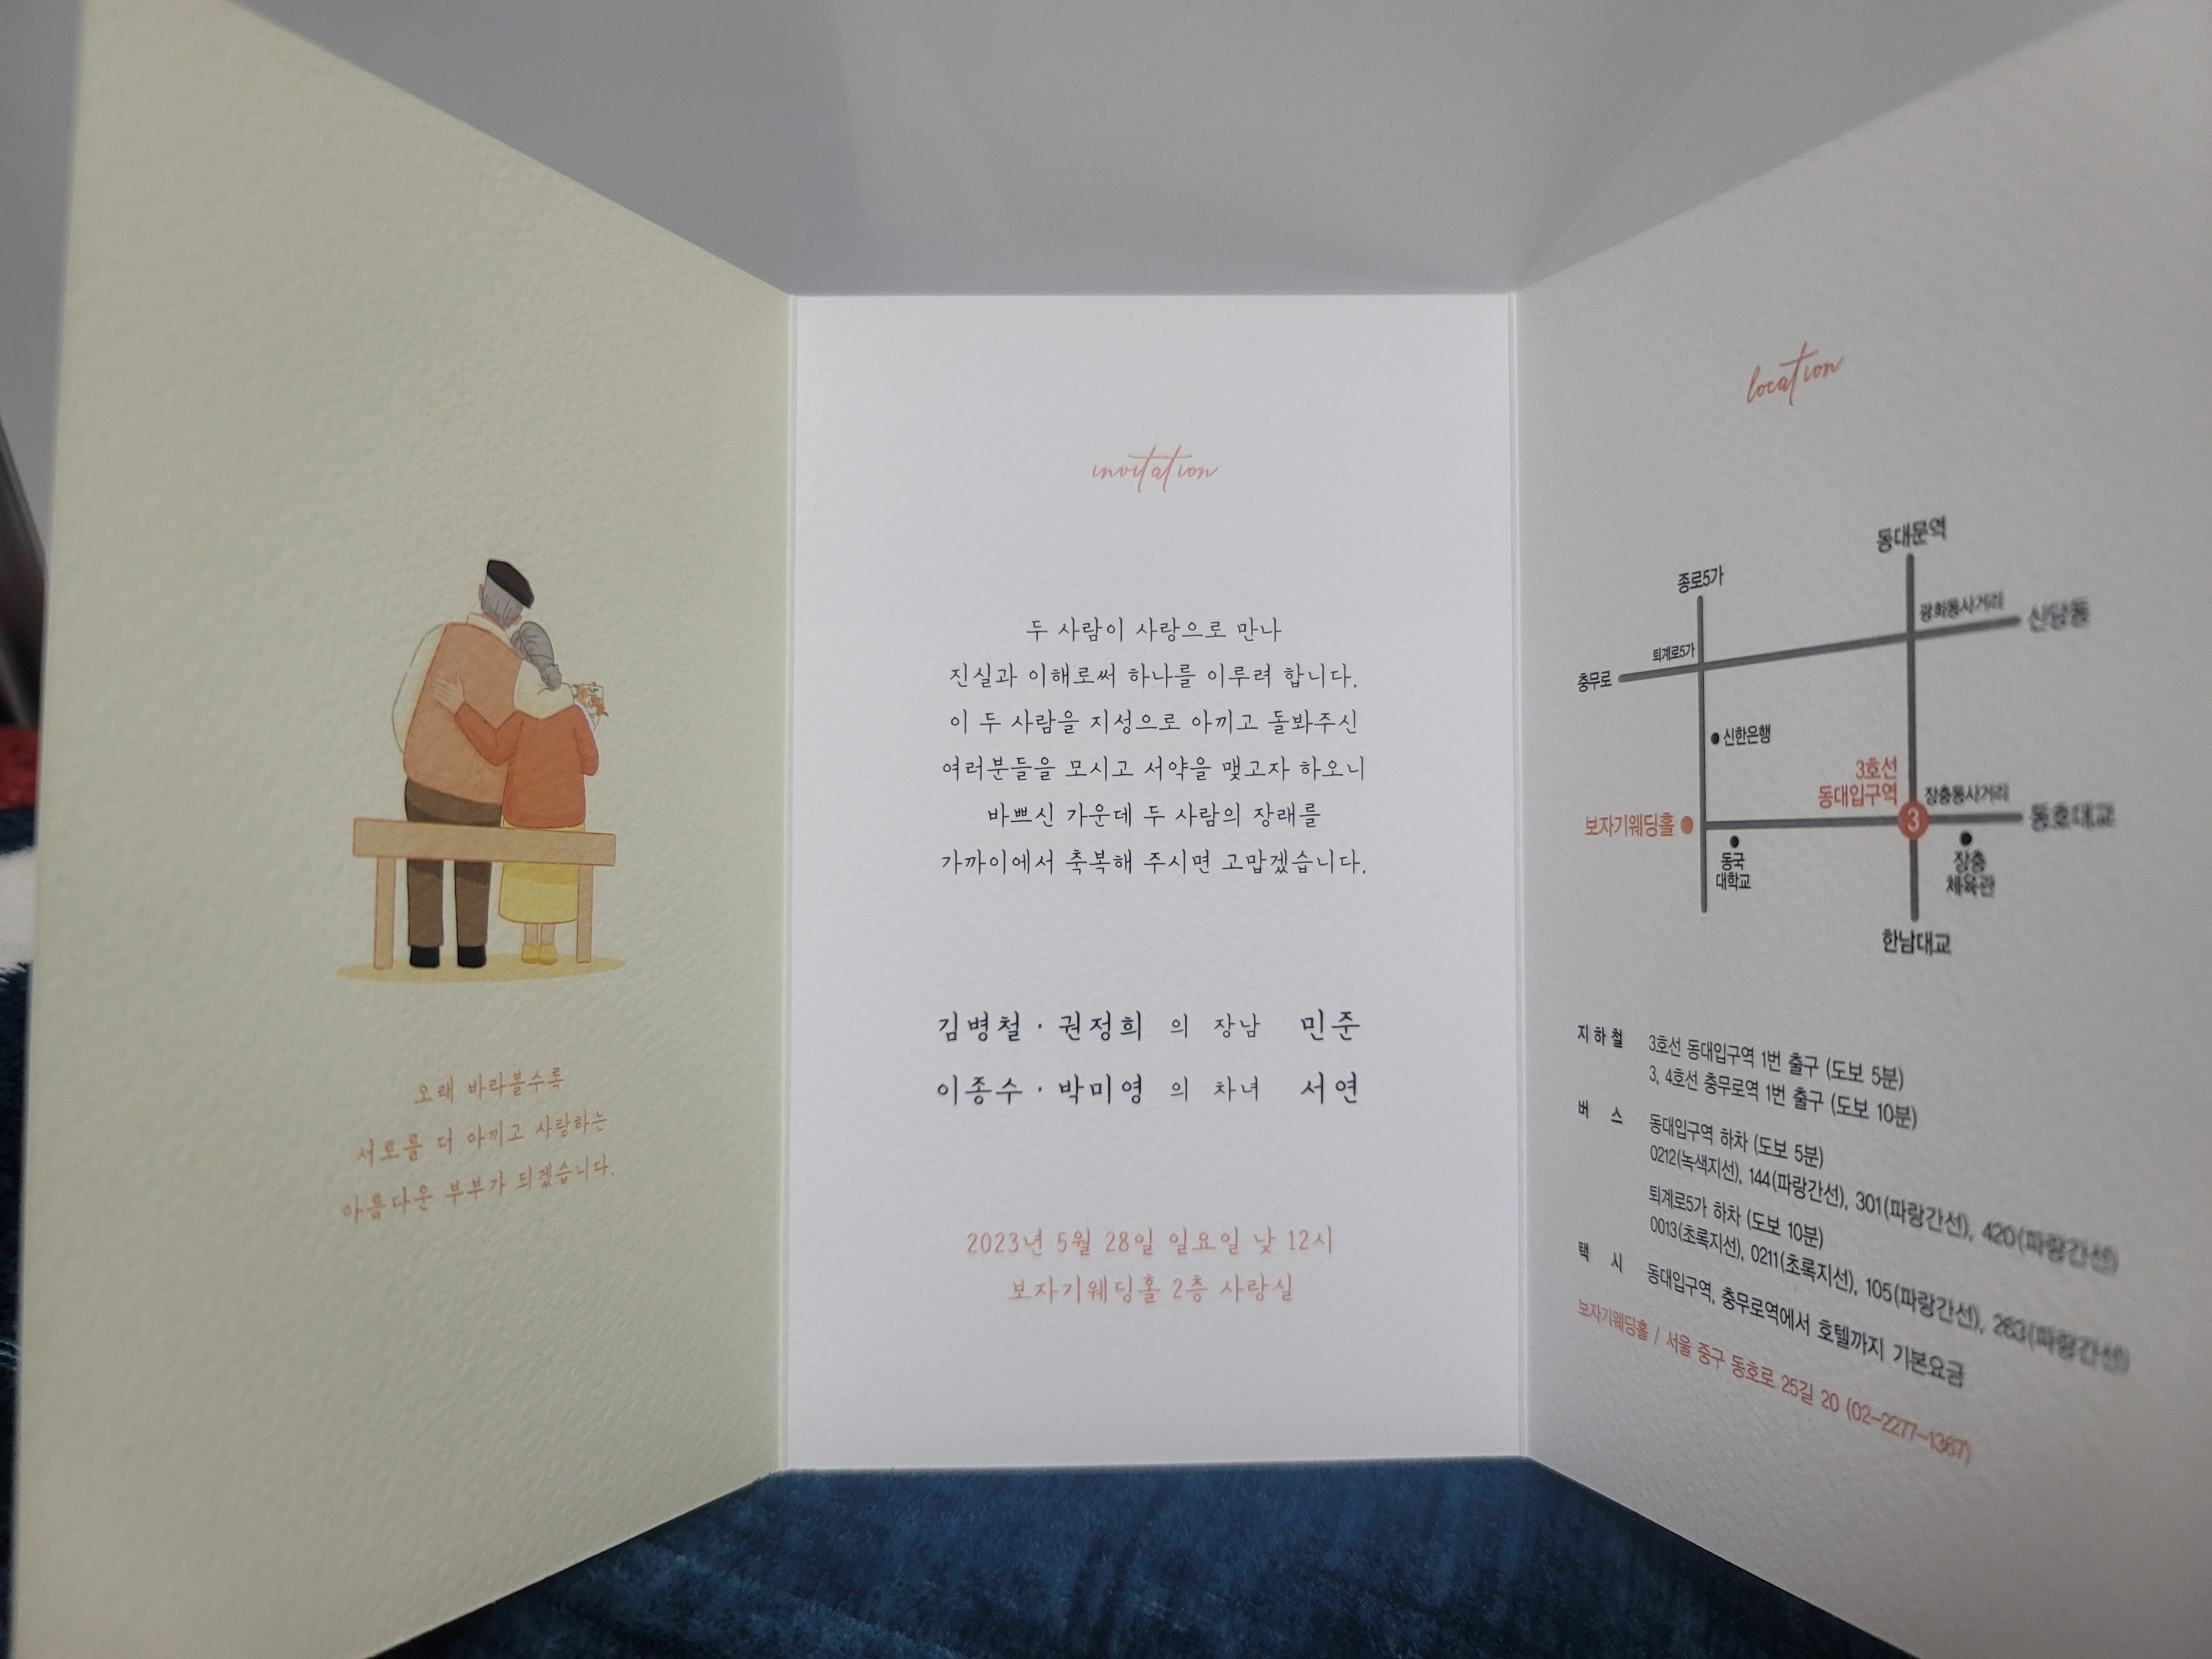 오래 바라볼수록
서로를 더 아끼고 사랑하는
아름다운 부부가 되겠습니다.
invitation
두 사람이 사랑으로 만나
진실과 이해로써 하나를 이루려 합니다.
이 두 사람을 지성으로 아끼고 돌봐주신
여러분들을 모시고 서약을 맺고자 하오니
바쁘신 가운데 두 사람의 장래를
가까이에서 축복해 주시면 고맙겠습니다.
김병철 · 권정희 의 장남 민준
이종수 · 박미영 의 차녀 서연
2023년 5월 28일 일요일 낮 12시
보자기웨딩홀 2층 사랑실
location
동대문역
종로5가
광희동사거리
신당동
퇴계로5가
충무로
신한은행
3호선
동대입구역
장충동사거리
보자기웨딩홀
3
동호대교
동국
대학교
장충
체육관
한남대교
지하철 3호선 동대입구역 1번 출구 (도보 5분)
3, 4호선 충무로역 1번 출구 (도보 10분)
버 스 동대입구역 하차 (도보 5분)
0212(녹색지선), 144(파랑간선), 301(파랑간선), 420(파랑간선)
퇴계로5가 하차 (도보 10분)
0013(초록지선), 0211(초록지선), 105(파랑간선), 263(파랑간선)
택 시 동대입구역, 충무로역에서 호텔까지 기본요금
보자기웨딩홀 / 서울 중구 동호로 25길 20 (02-2277-1367)